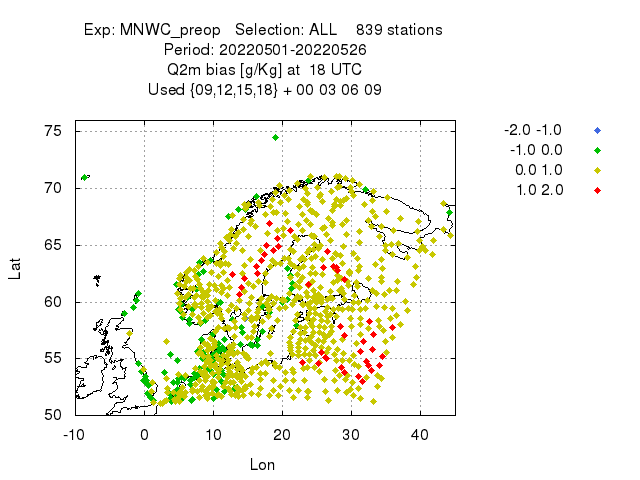 Exp: MNWC_preop   Selection: ALL    839 stations
Period: 20220501-20220526
Q2m bias [g/Kg] at  18 UTC
Used {09,12,15,18} + 00 03 06 09
-2.0 -1.0
-1.0 0.0
0.0 1.0
1.0 2.0
75
70
65
60
55
50
Lat
-10 0 10 20 30 40
Lon